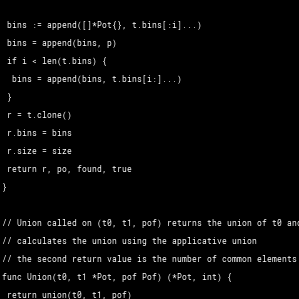 bins := append([]*Pot{}, t.bins[:i]...)
bins = append(bins, p)
if i < len(t.bins) {
bins = append(bins, t.bins[i:]...)
}
r = t.clone()
r.bins = bins
r.size = size
return r, po, found, true
}
// Union called on (t0, t1, pof) returns the union of t0 and
// calculates the union using the applicative union
// the second return value is the number of common elements
func Union(t0, t1 *Pot, pof Pof) (*Pot, int) {
return union(t0, t1, pof)